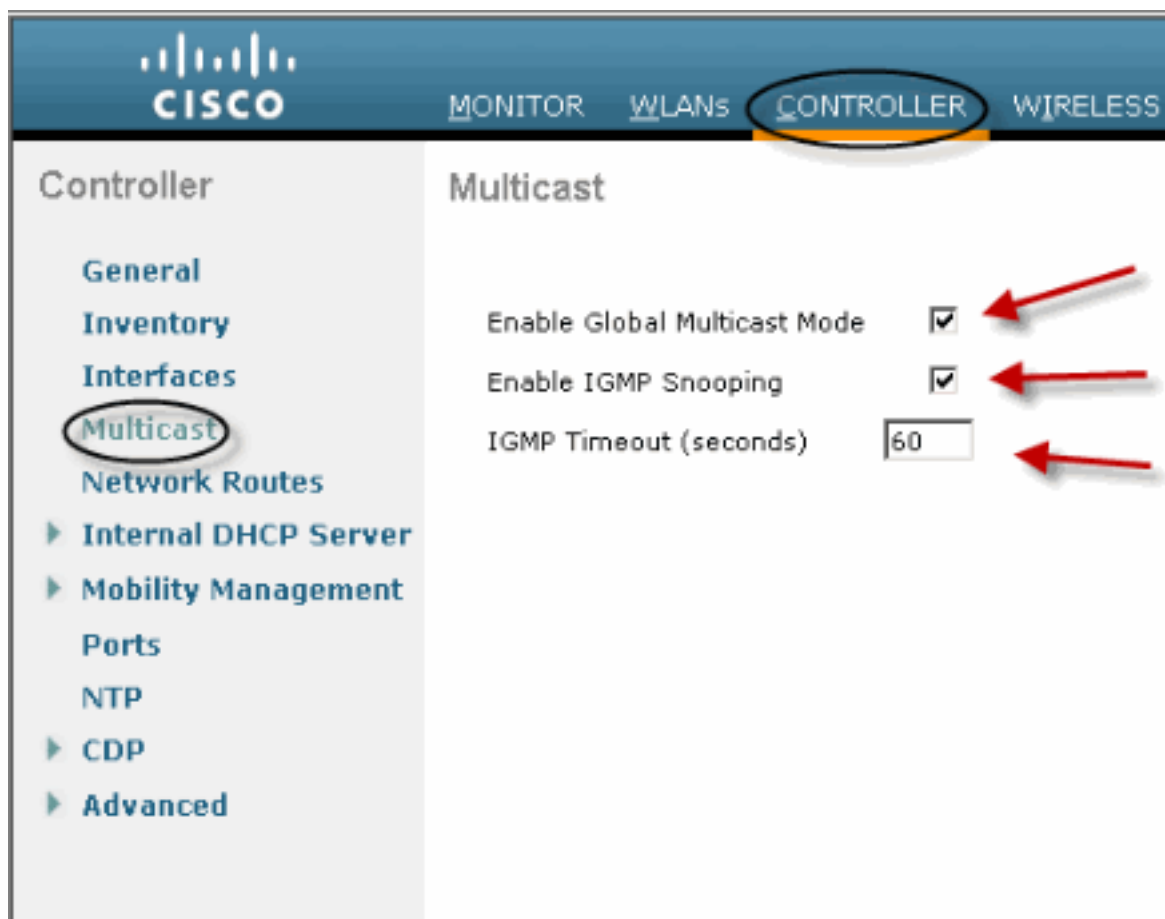 CISCO
MONITOR WLANs CONTROLLER WIRELESS
Controller
General
Inventory
Interfaces
Multicast
Network Routes
Internal DHCP Server
Mobility Management
Ports
NTP
CDP
Advanced
Multicast
Enable Global Multicast Mode
Enable IGMP Snooping
IGMP Timeout (seconds) 60